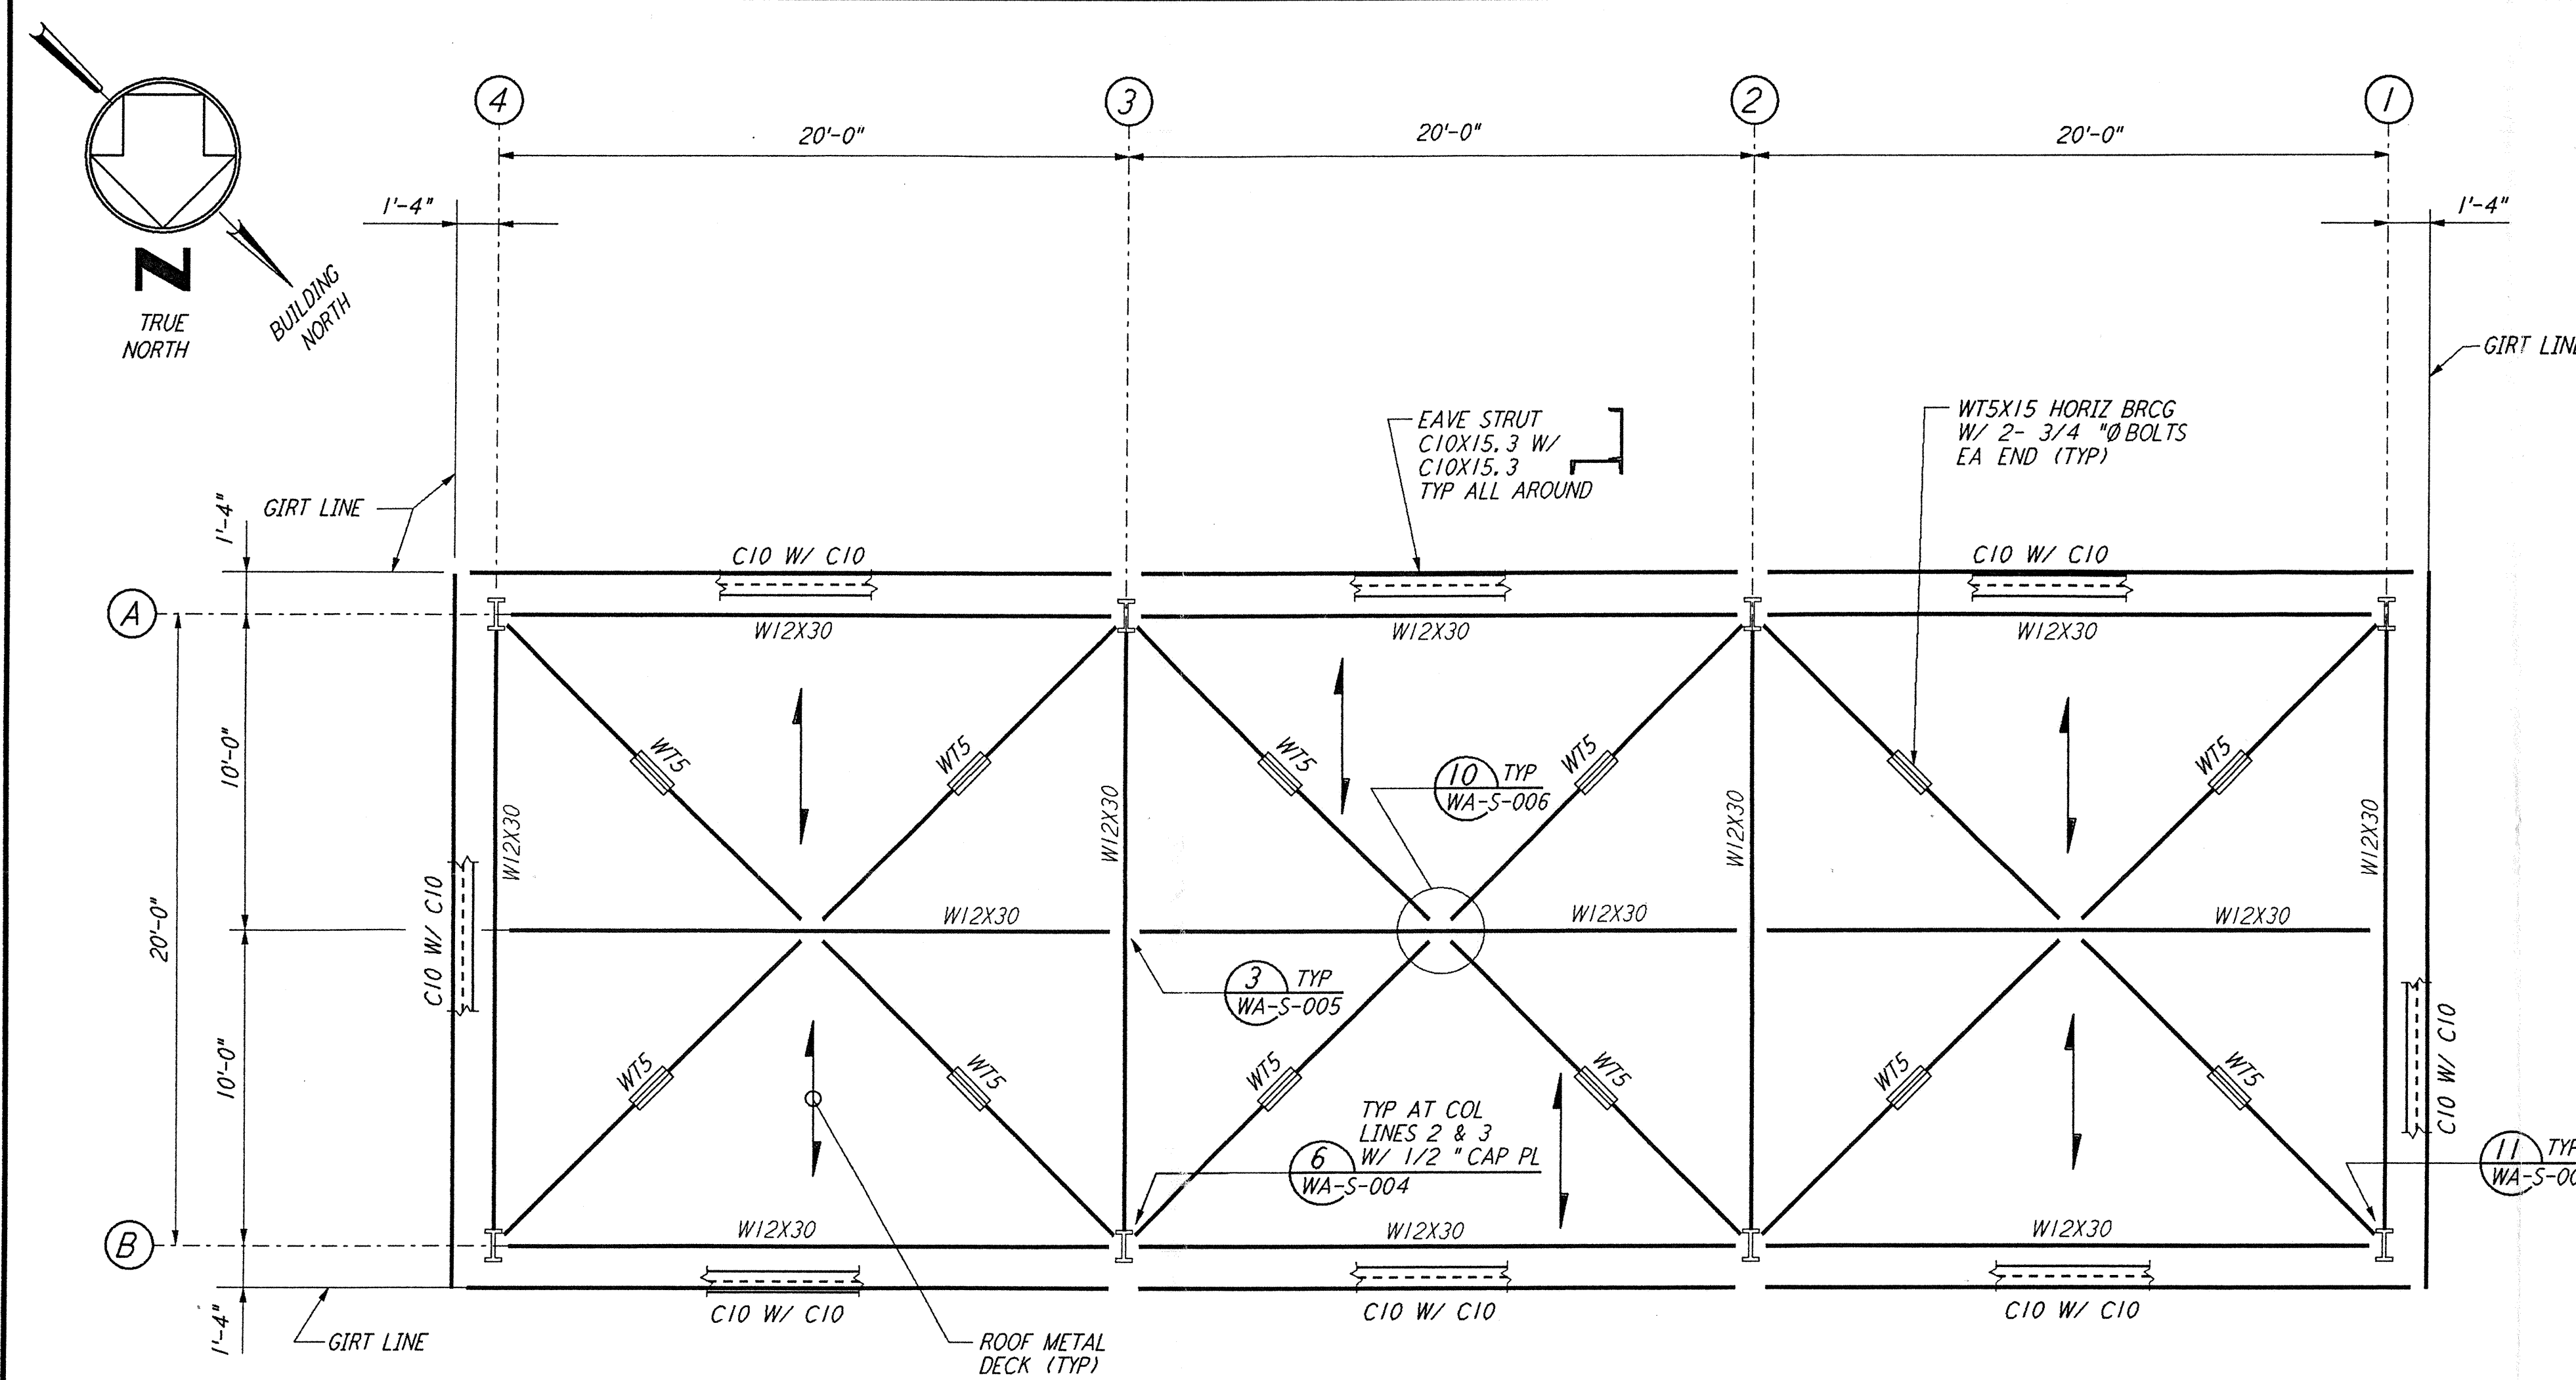 4
3
2
1
20'-0"
20'-0"
20'-0"
1'-4"
1'-4"
N
TRUE
NORTH
BUILDING
NORTH
GIRT LINE
EAVE STRUT
C10X15.3 W/
C10X15.3
TYP ALL AROUND
WT5X15 HORIZ BRCG
W/ 2- 3/4 "Ø BOLTS
EA END (TYP)
1'-4"
GIRT LINE
C10 W/ C10
C10 W/ C10
A
W12X30
W12X30
W12X30
10'-0"
WT5
WT5
WT5
WT5
WT5
10 TYP
WA-S-006
W12X30
W12X30
W12X30
W12X30
20'-0"
C10 W/ C10
W12X30
W12X30
W12X30
3 TYP
WA-S-005
10'-0"
WT5
WT5
WT5
WT5
WT5
WT5
C10 W/ C10
TYP AT COL
LINES 2 & 3
6 W/ 1/2 " CAP PL
WA-S-004
11 TYP
WA-S-00
B
W12X30
W12X30
W12X30
C10 W/ C10
C10 W/ C10
C10 W/ C10
1'-4"
GIRT LINE
ROOF METAL
DECK (TYP)